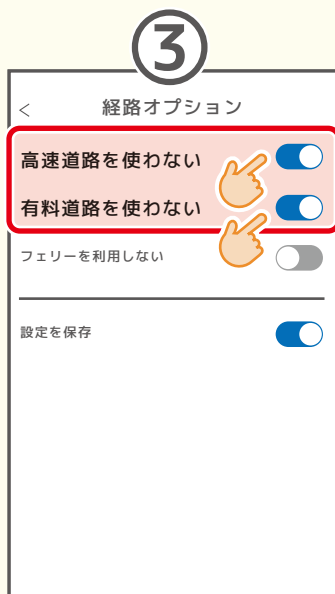 ③
< 経路オプション
高速道路を使わない
有料道路を使わない
フェリーを利用しない
設定を保存